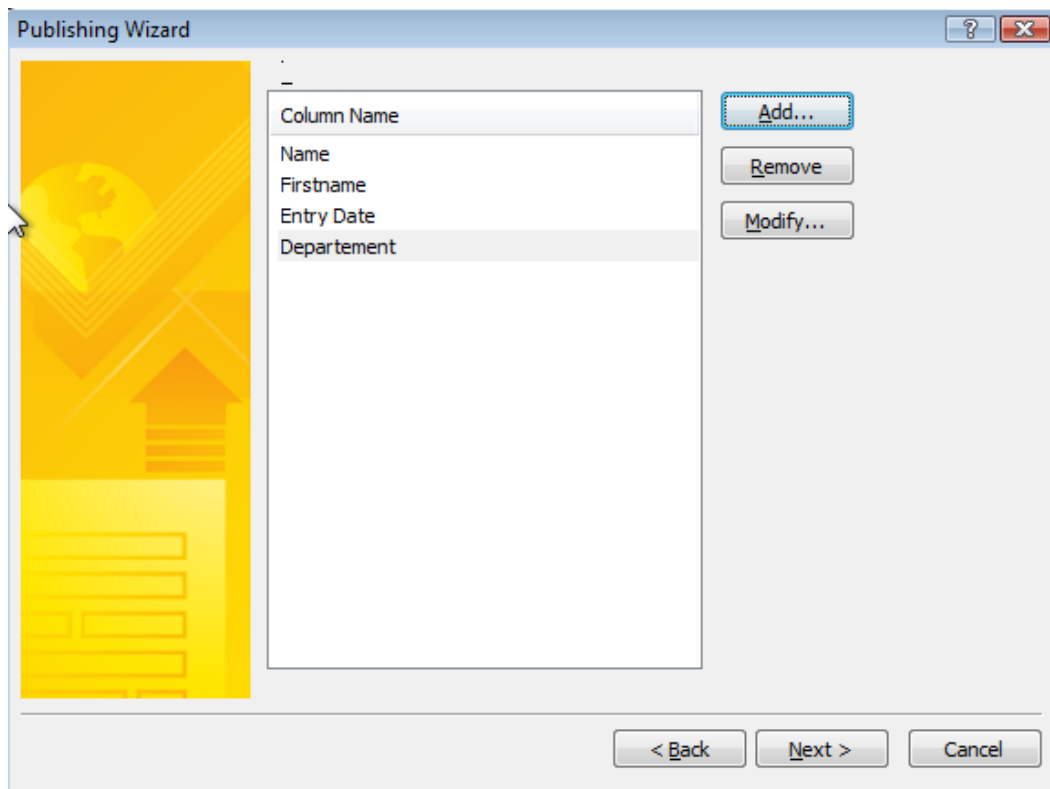 Publishing Wizard
Column Name
Name
Firstname
Entry Date
Departement
Add...
Remove
Modify...
< Back
Next >
Cancel